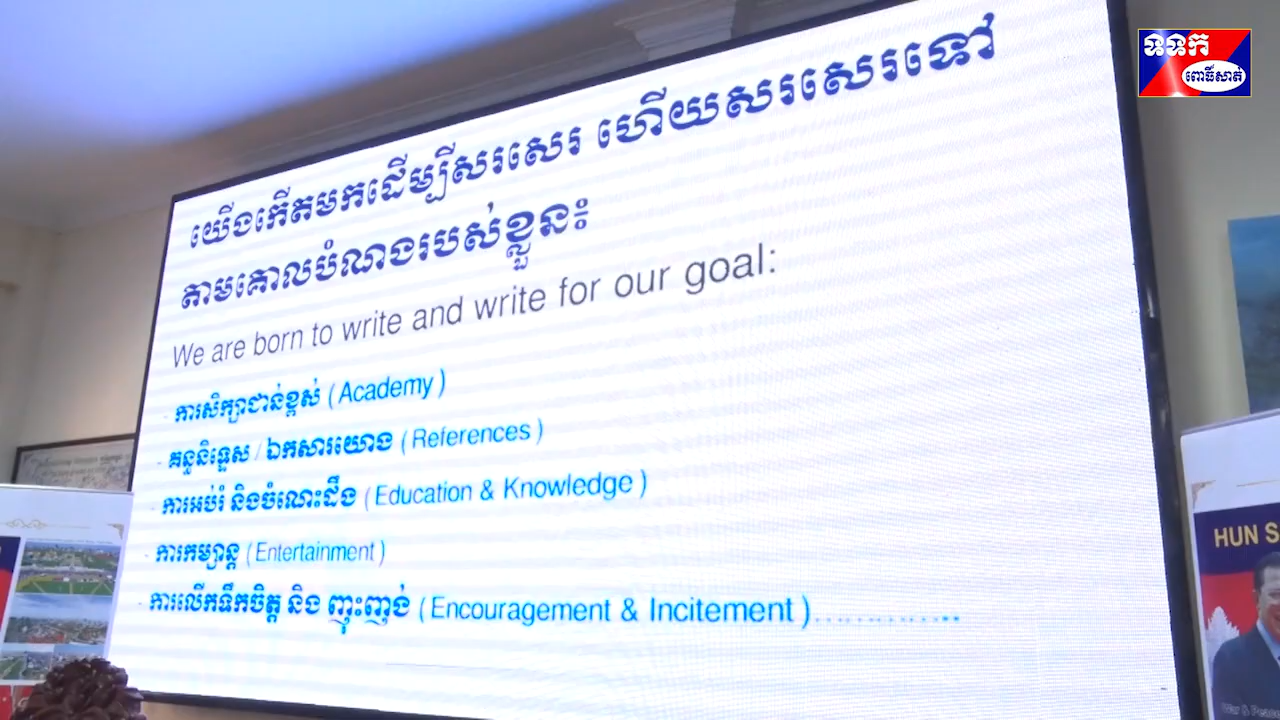 ទទក
ពោធិ៍សាត់
យើងកើតមកដើម្បីសរសេរ ហើយសរសេរទៅ
តាមគោលបំណងរបស់ខ្លួន៖
We are born to write and write for our goal:
- ការសិក្សាជាន់ខ្ពស់ ( Academy )
- គន្ថនិទ្ទេស / ឯកសារយោង ( References )
- ការអប់រំ និងចំណេះដឹង ( Education & Knowledge )
- ការកម្សាន្ត ( Entertainment )
- ការលើកទឹកចិត្ត និង ញុះញង់ ( Encouragement & Incitement )...............
HUN S